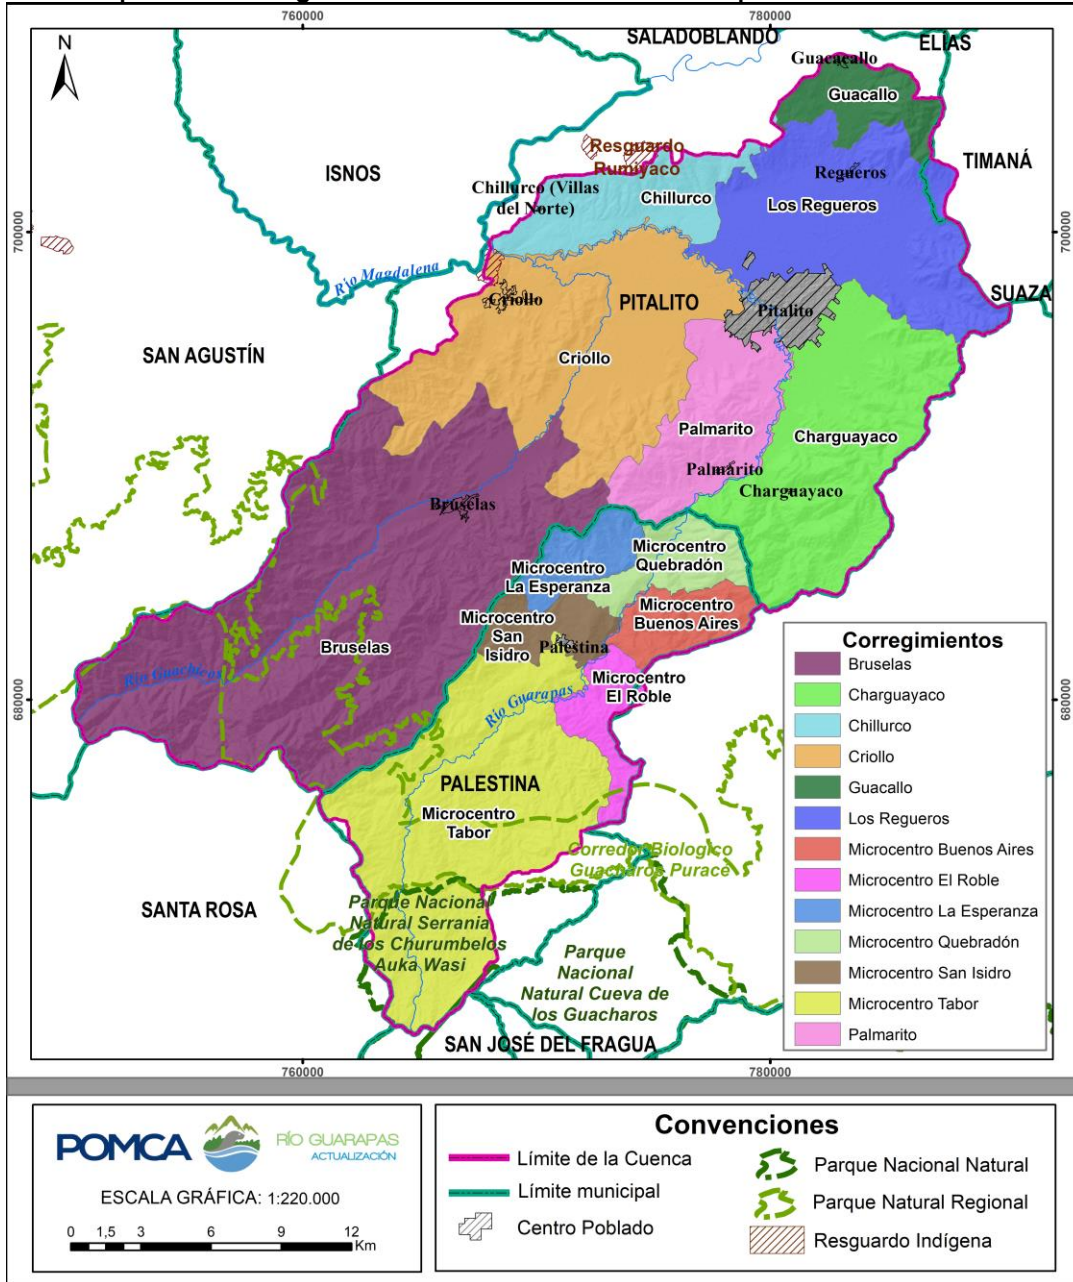 760000
780000
N
SALADOBLANDO
ELIAS
Guacacallo
Guacallo
ISNOS
Resguardo
Rumiyaco
TIMANÁ
Chillurco (Villas
del Norte)
Chillurco
Regueros
Los Regueros
700000
700000
Río Magdalena
Criollo
PITALITO
Pitalito
SUAZA
SAN AGUSTÍN
Criollo
Palmarito
Charguayaco
Palmarito
Charguayaco
Bruselas
Microcentro
Quebradón
Microcentro
La Esperanza
Microcentro
Buenos Aires
Microcentro
San
Isidro
Palestina
Bruselas
Río Guachicos
Microcentro
El Roble
Río Guarapas
680000
680000
PALESTINA
Microcentro
Tabor
Corredor Biologico
Guacharos Purace
SANTA ROSA
Parque Nacional
Natural Serrania
de los Churumbelos
Auka Wasi
Parque
Nacional
Natural Cueva de
los Guacharos
SAN JOSÉ DEL FRAGUA
Corregimientos
Bruselas
Charguayaco
Chillurco
Criollo
Guacallo
Los Regueros
Microcentro Buenos Aires
Microcentro El Roble
Microcentro La Esperanza
Microcentro Quebradón
Microcentro San Isidro
Microcentro Tabor
Palmarito
760000
780000
POMCA
RÍO GUARAPAS
ACTUALIZACIÓN
ESCALA GRÁFICA: 1:220.000
0 1,5 3 6 9 12
Km
Convenciones
Límite de la Cuenca
Límite municipal
Centro Poblado
Parque Nacional Natural
Parque Natural Regional
Resguardo Indígena